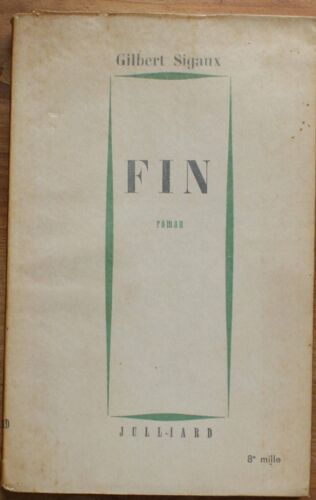 Gilbert Sigaux
FIN
roman
JULLIARD
8e mille